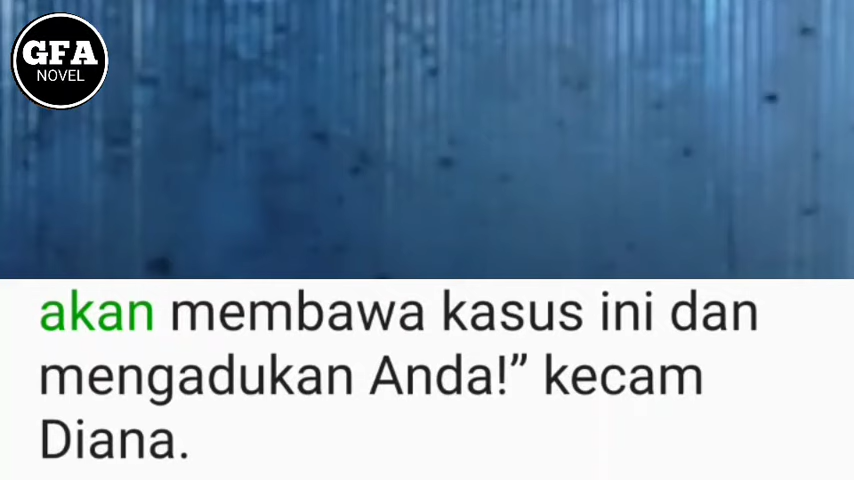 GFA
NOVEL
akan membawa kasus ini dan
mengadukan Anda!” kecam
Diana.